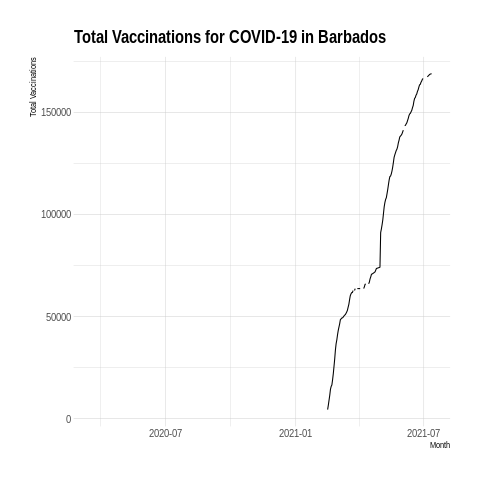 Total Vaccinations for COVID-19 in Barbados
Total Vaccinations
150000
100000
50000
0
2020-07
2021-01
2021-07
Month